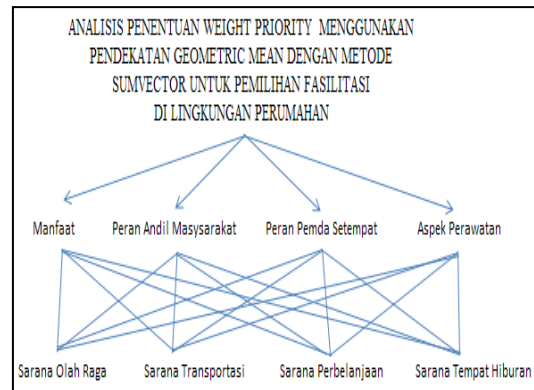 ANALISIS PENENTUAN WEIGHT PRIORITY MENGGUNAKAN
PENDEKATAN GEOMETRIC MEAN DENGAN METODE
SUMVECTOR UNTUK PEMILIHAN FASILITASI
DI LINGKUNGAN PERUMAHAN
Manfaat Peran Andil Masysarakat Peran Pemda Setempat Aspek Perawatan
Sarana Olah Raga Sarana Transportasi Sarana Perbelanjaan Sarana Tempat Hiburan